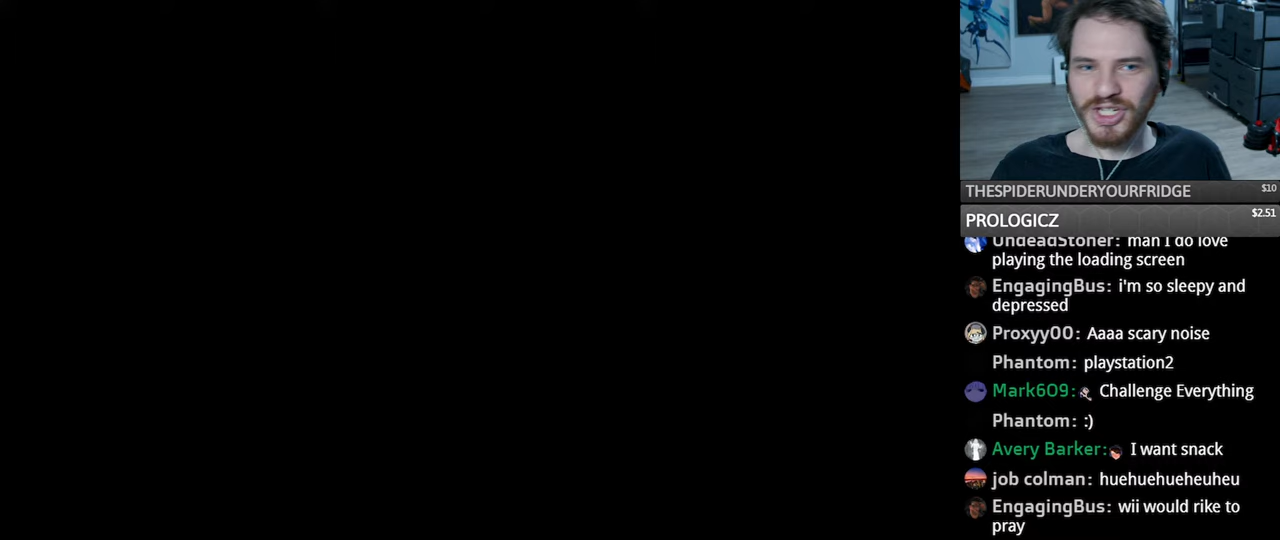 THESPIDERUNDERYOURFRIDGE $10
PROLOGICZ $2.51
UndeadStoner: man I do love
playing the loading screen
EngagingBus: i'm so sleepy and
depressed
Proxyy00: Aaaa scary noise
Phantom: playstation2
Mark609: Challenge Everything
Phantom: :)
Avery Barker: I want snack
job colman: huehuehueheuheu
EngagingBus: wii would rike to
pray